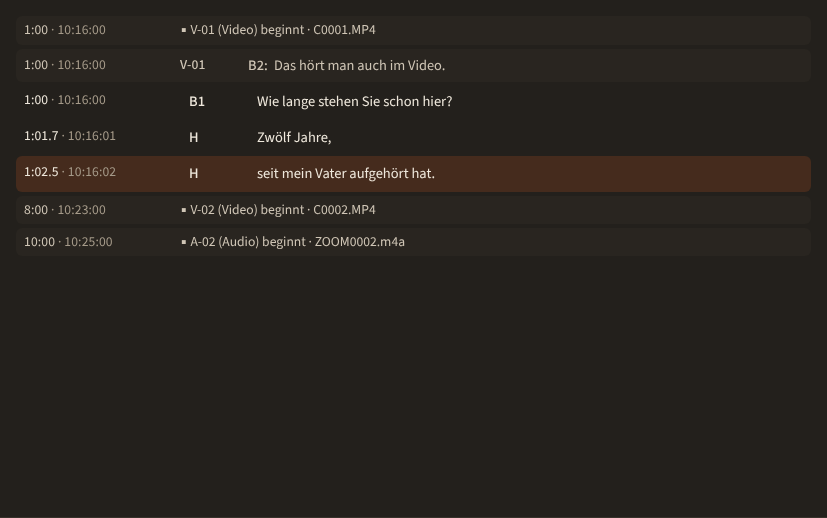 1:00 · 10:16:00 ▪ V-01 (Video) beginnt · C0001.MP4
1:00 · 10:16:00 V-01 B2: Das hört man auch im Video.
1:00 · 10:16:00 B1 Wie lange stehen Sie schon hier?
1:01.7 · 10:16:01 H Zwölf Jahre,
1:02.5 · 10:16:02 H seit mein Vater aufgehört hat.
8:00 · 10:23:00 ▪ V-02 (Video) beginnt · C0002.MP4
10:00 · 10:25:00 ▪ A-02 (Audio) beginnt · ZOOM0002.m4a